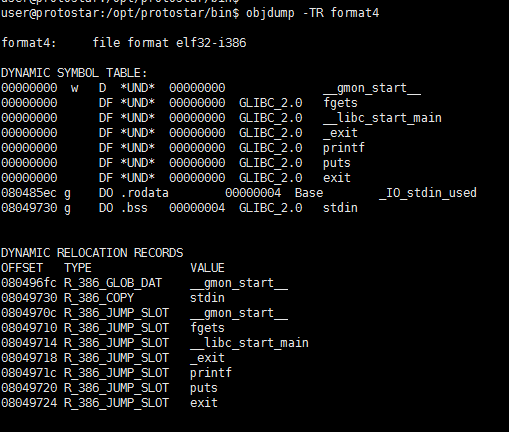 user@protostar:/opt/protostar/bin$
user@protostar:/opt/protostar/bin$ objdump -TR format4
format4:     file format elf32-i386
DYNAMIC SYMBOL TABLE:
00000000  w   D  *UND*  00000000              __gmon_start__
00000000      DF *UND*  00000000  GLIBC_2.0   fgets
00000000      DF *UND*  00000000  GLIBC_2.0   __libc_start_main
00000000      DF *UND*  00000000  GLIBC_2.0   _exit
00000000      DF *UND*  00000000  GLIBC_2.0   printf
00000000      DF *UND*  00000000  GLIBC_2.0   puts
00000000      DF *UND*  00000000  GLIBC_2.0   exit
080485ec g    DO .rodata        00000004  Base        _IO_stdin_used
08049730 g    DO .bss   00000004  GLIBC_2.0   stdin
DYNAMIC RELOCATION RECORDS
OFFSET   TYPE              VALUE
080496fc R_386_GLOB_DAT    __gmon_start__
08049730 R_386_COPY        stdin
0804970c R_386_JUMP_SLOT   __gmon_start__
08049710 R_386_JUMP_SLOT   fgets
08049714 R_386_JUMP_SLOT   __libc_start_main
08049718 R_386_JUMP_SLOT   _exit
0804971c R_386_JUMP_SLOT   printf
08049720 R_386_JUMP_SLOT   puts
08049724 R_386_JUMP_SLOT   exit